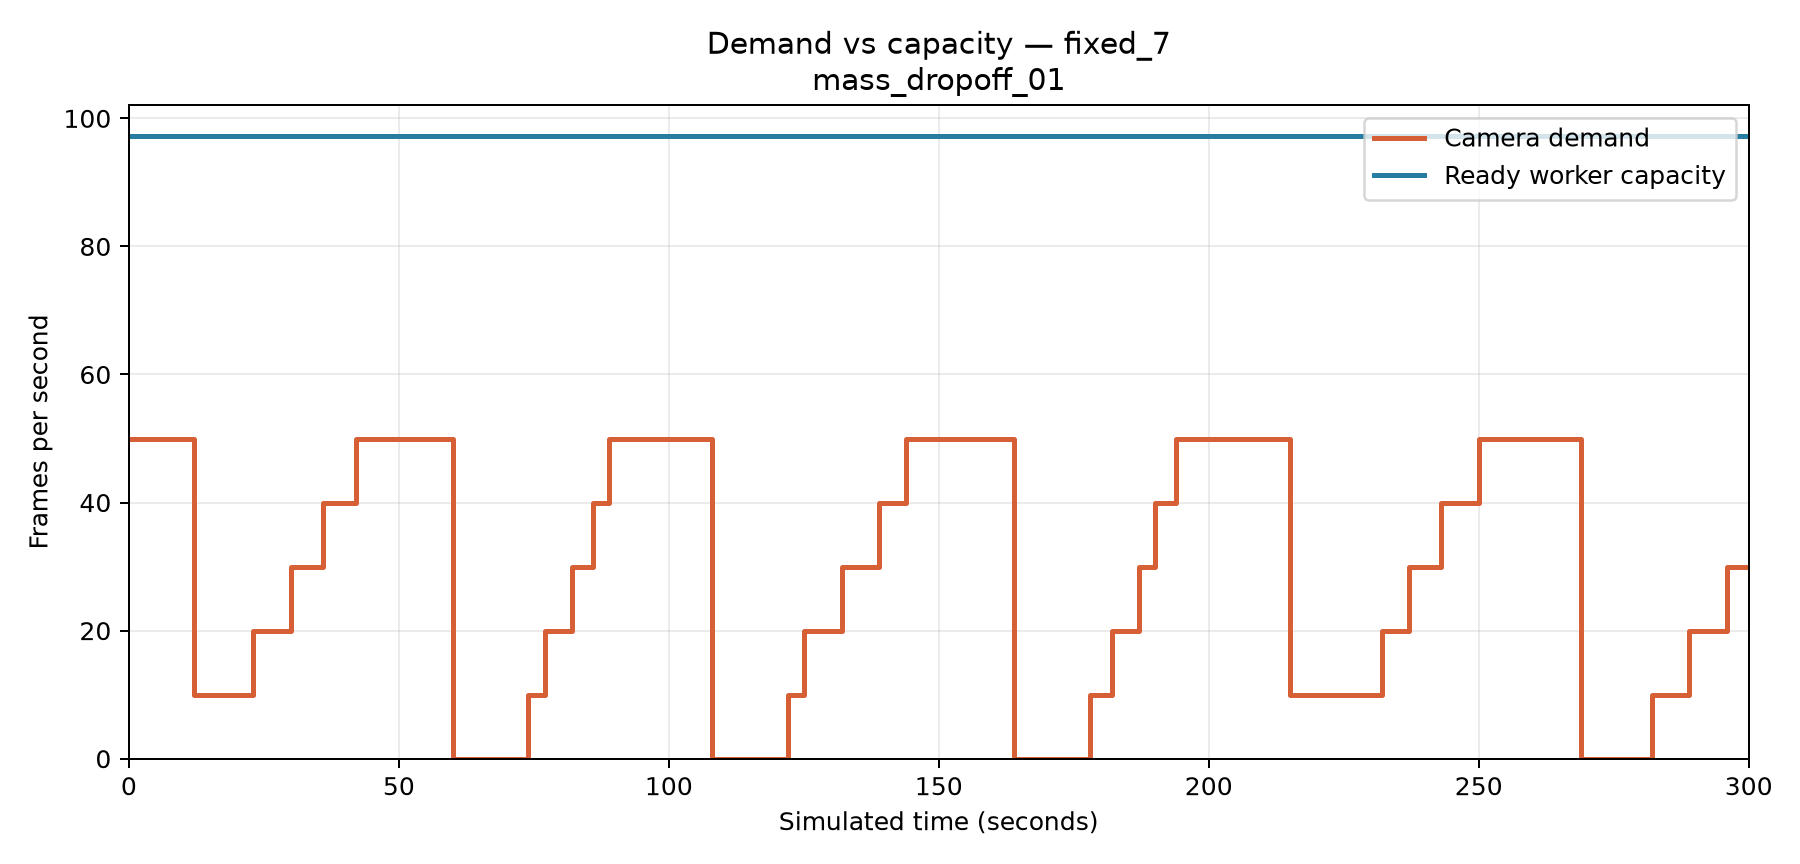 Demand vs capacity — fixed_7
mass_dropoff_01
100
80
60
40
20
0
Frames per second
Camera demand
Ready worker capacity
0 50 100 150 200 250 300
Simulated time (seconds)